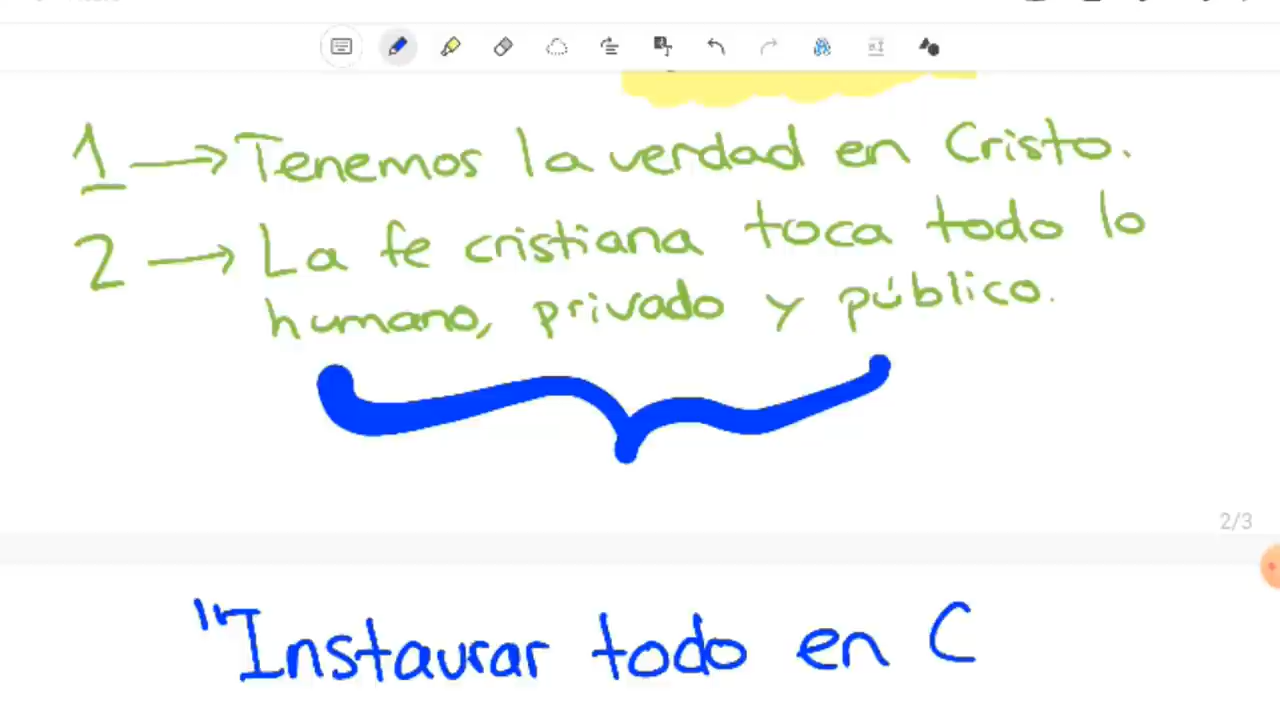 1 → Tenemos la verdad en Cristo.
2 → La fe cristiana toca todo lo
humano, privado y público.
2/3
"Instaurar todo en C